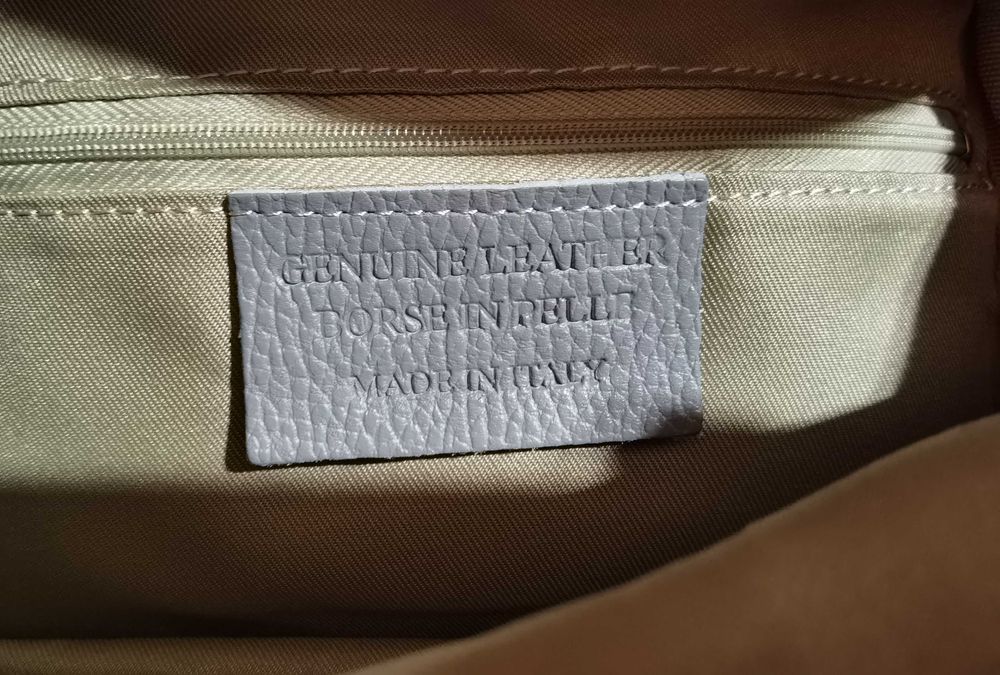 GENUINE LEATHER
BORSE IN PELLE
MADE IN ITALY